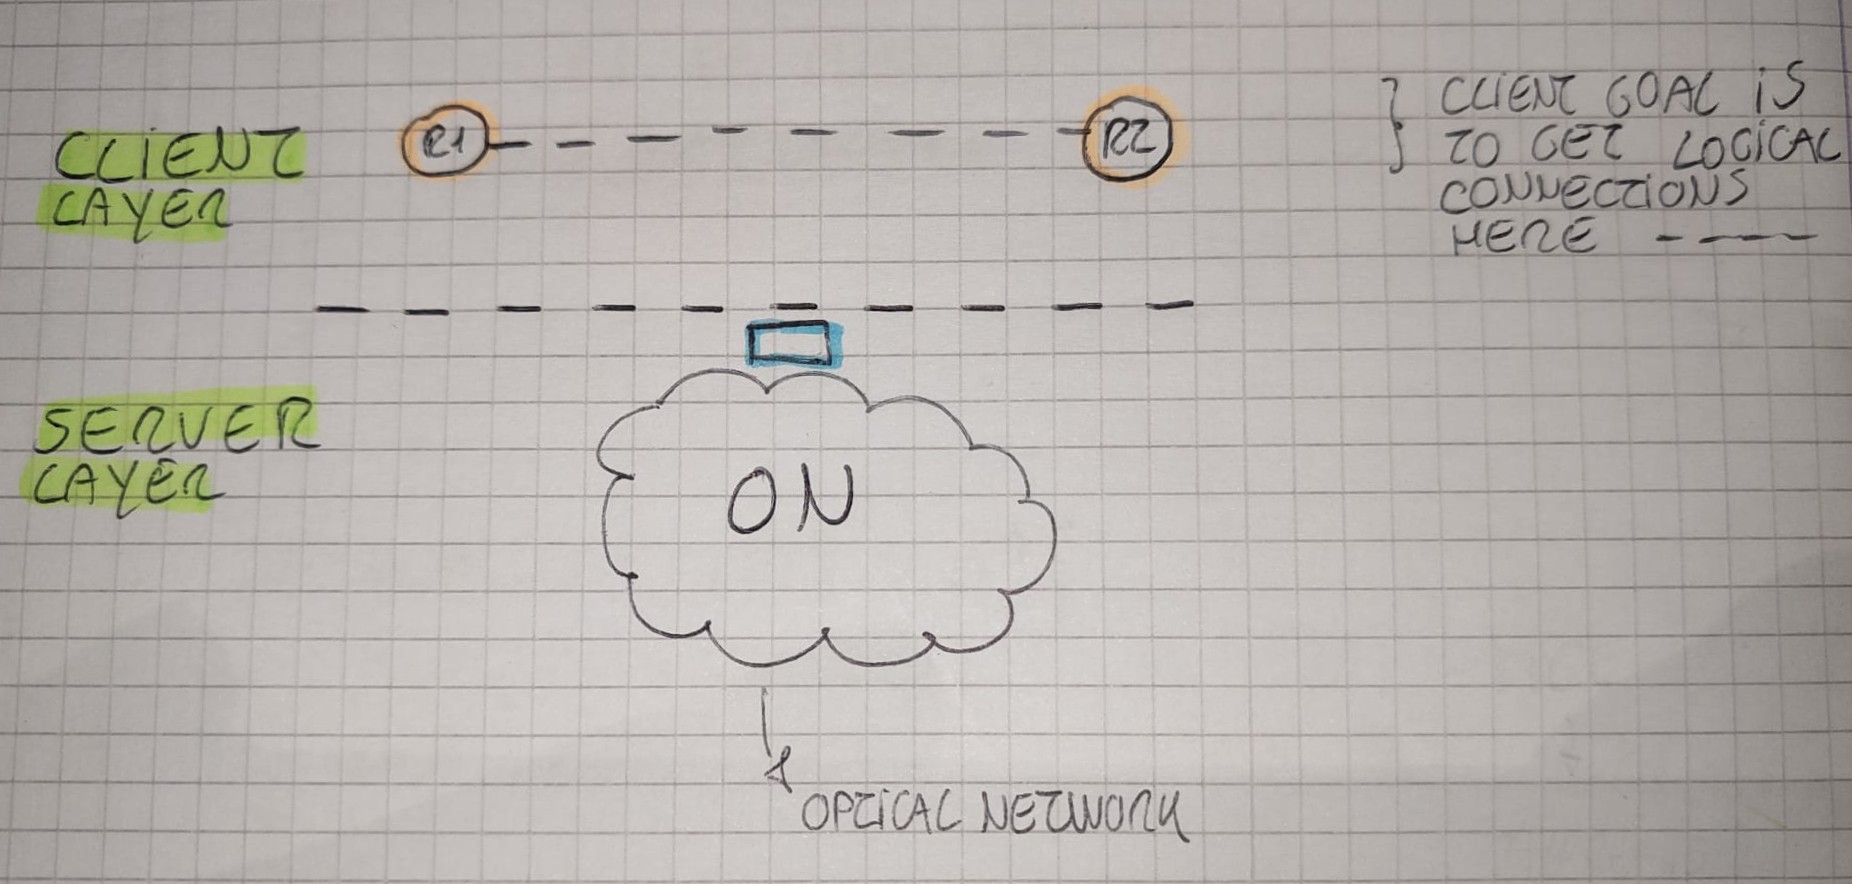 CLIENT
LAYER
R1
R2
} CLIENT GOAL IS
TO GET LOGICAL
CONNECTIONS
HERE ----
SERVER
LAYER
ON
OPTICAL NETWORK